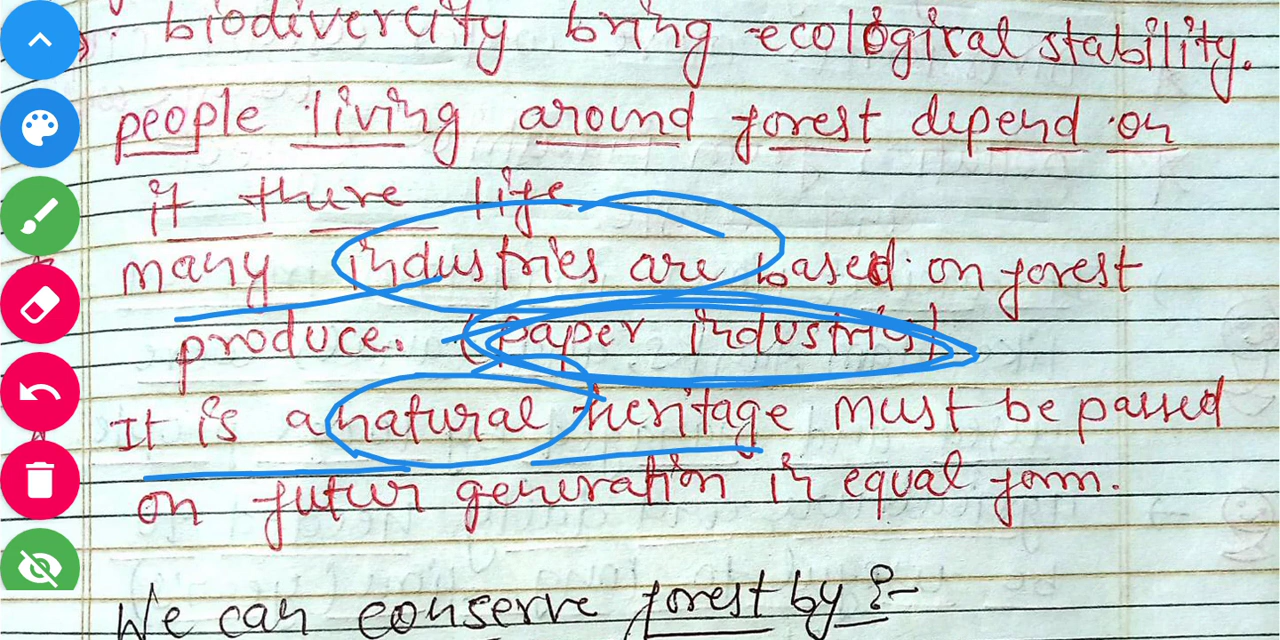 biodivercity bring ecological stability.
people living around forest depend on
it there life
many industries are based on forest
produce. (paper industries)
It is a natural heritage must be passed
on futur generation in equal form.
We can conserve forest by ?-